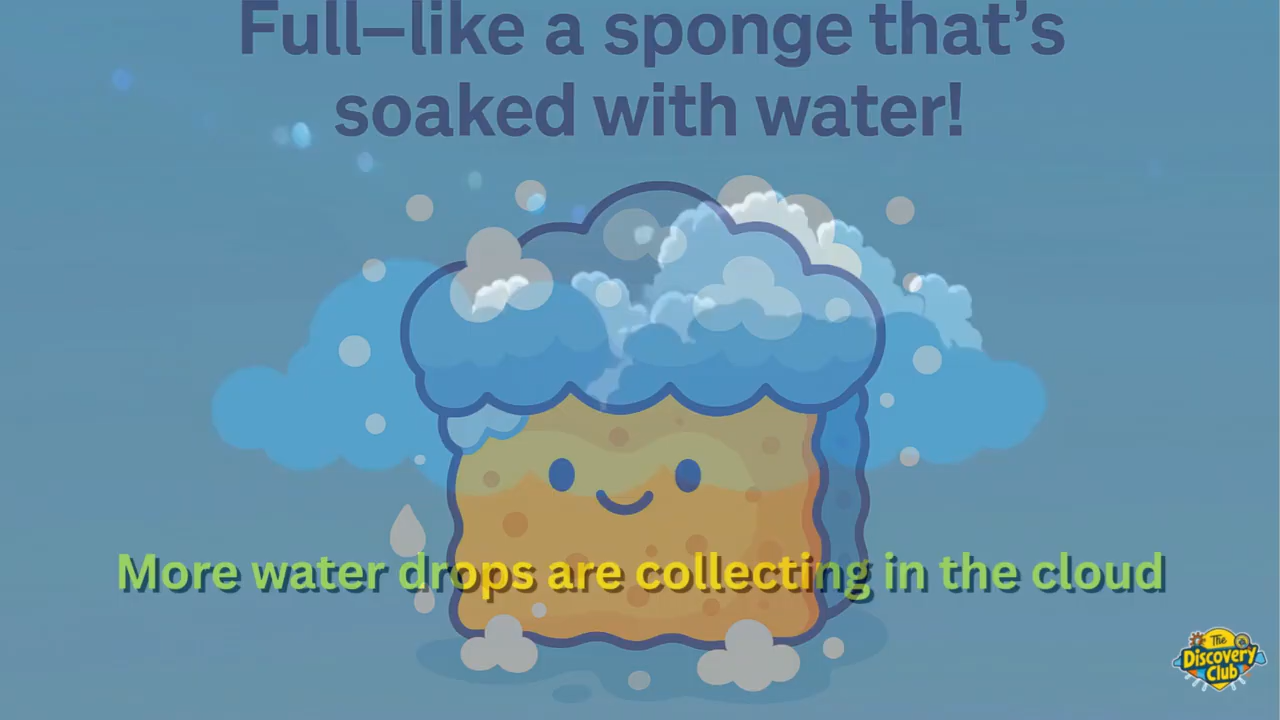 Full—like a sponge that’s
soaked with water!
More water drops are collecting in the cloud
The
Discovery
Club